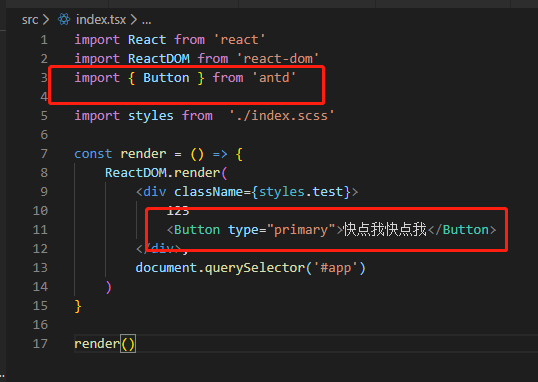 src > index.tsx > ...
1 import React from 'react'
2 import ReactDOM from 'react-dom'
3 import { Button } from 'antd'
4
5 import styles from './index.scss'
6
7 const render = () => {
8 ReactDOM.render(
9 <div className={styles.test}>
10 123
11 <Button type="primary">快点我快点我</Button>
12 </div>,
13 document.querySelector('#app')
14 )
15 }
16
17 render()